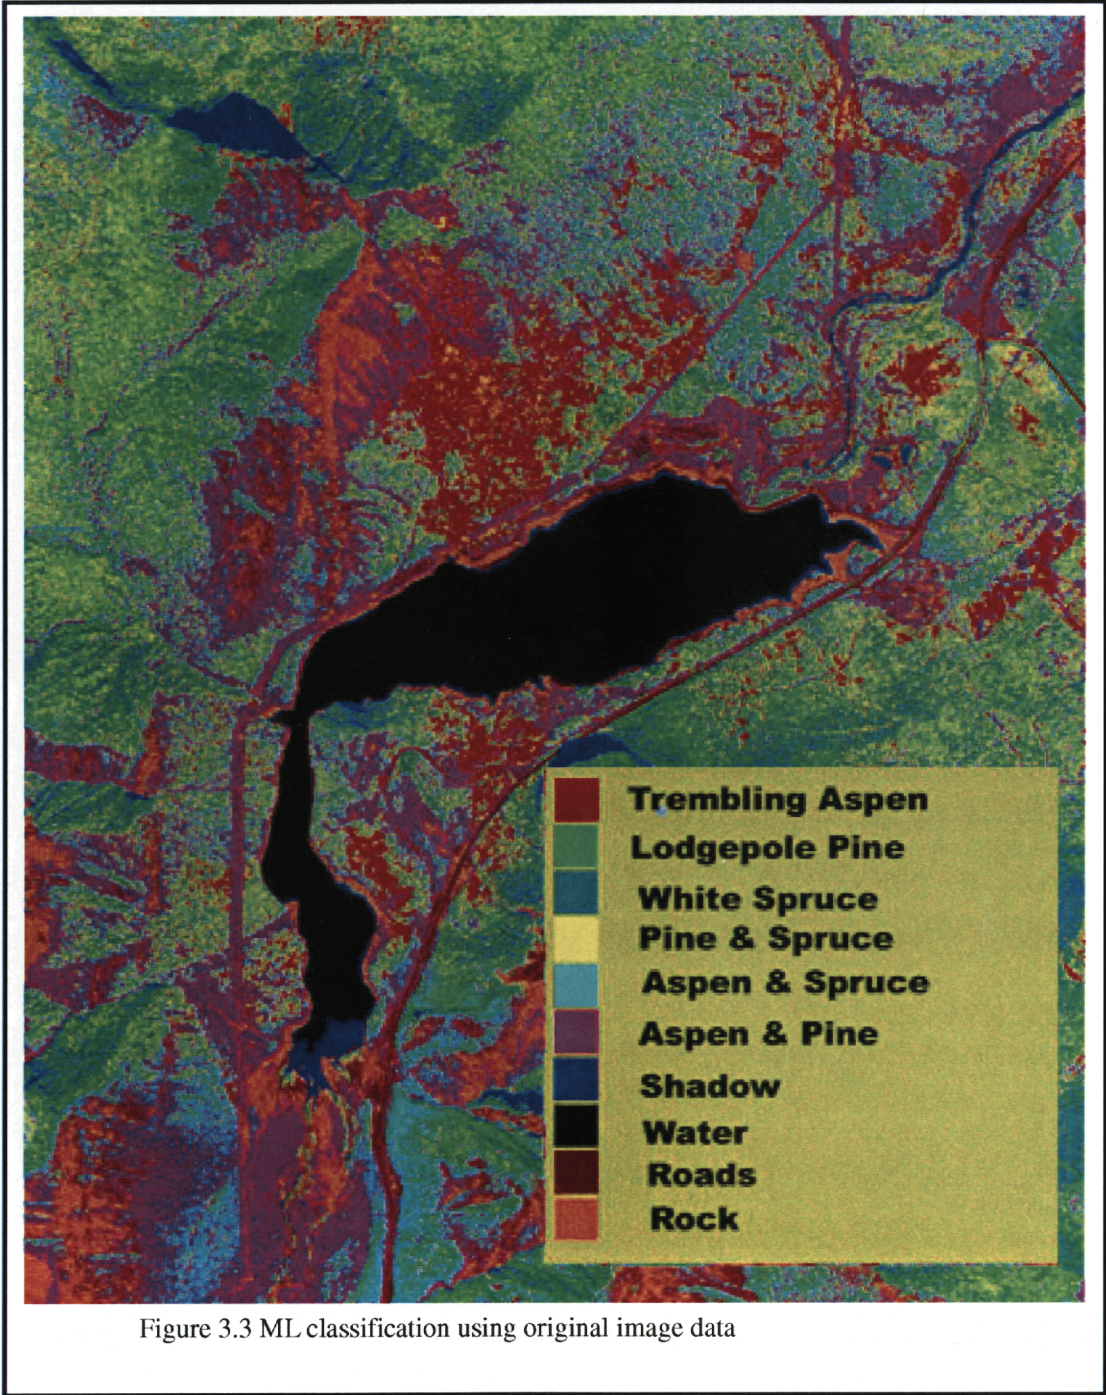 Trembling Aspen
Lodgepole Pine
White Spruce
Pine & Spruce
Aspen & Spruce
Aspen & Pine
Shadow
Water
Roads
Rock
Figure 3.3 ML classification using original image data